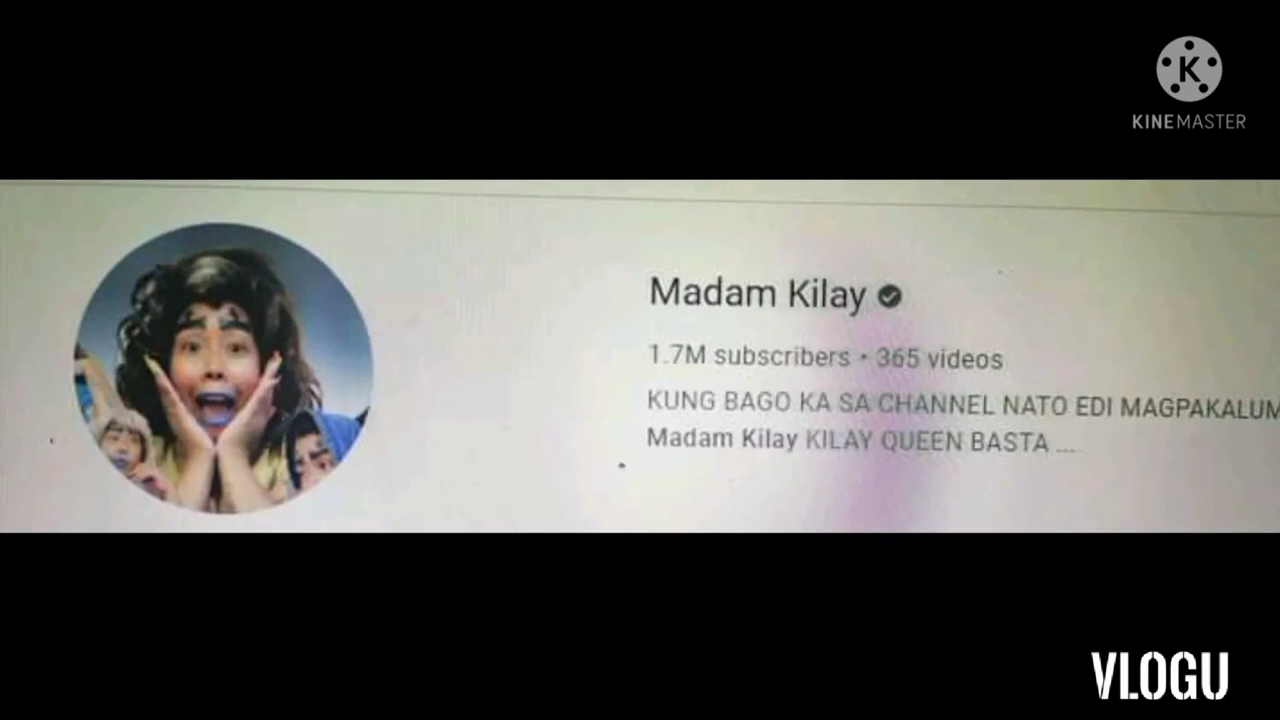 K
KINEMASTER
Madam Kilay
1.7M subscribers • 365 videos
KUNG BAGO KA SA CHANNEL NATO EDI MAGPAKALUM
Madam Kilay KILAY QUEEN BASTA ...
VLOGU